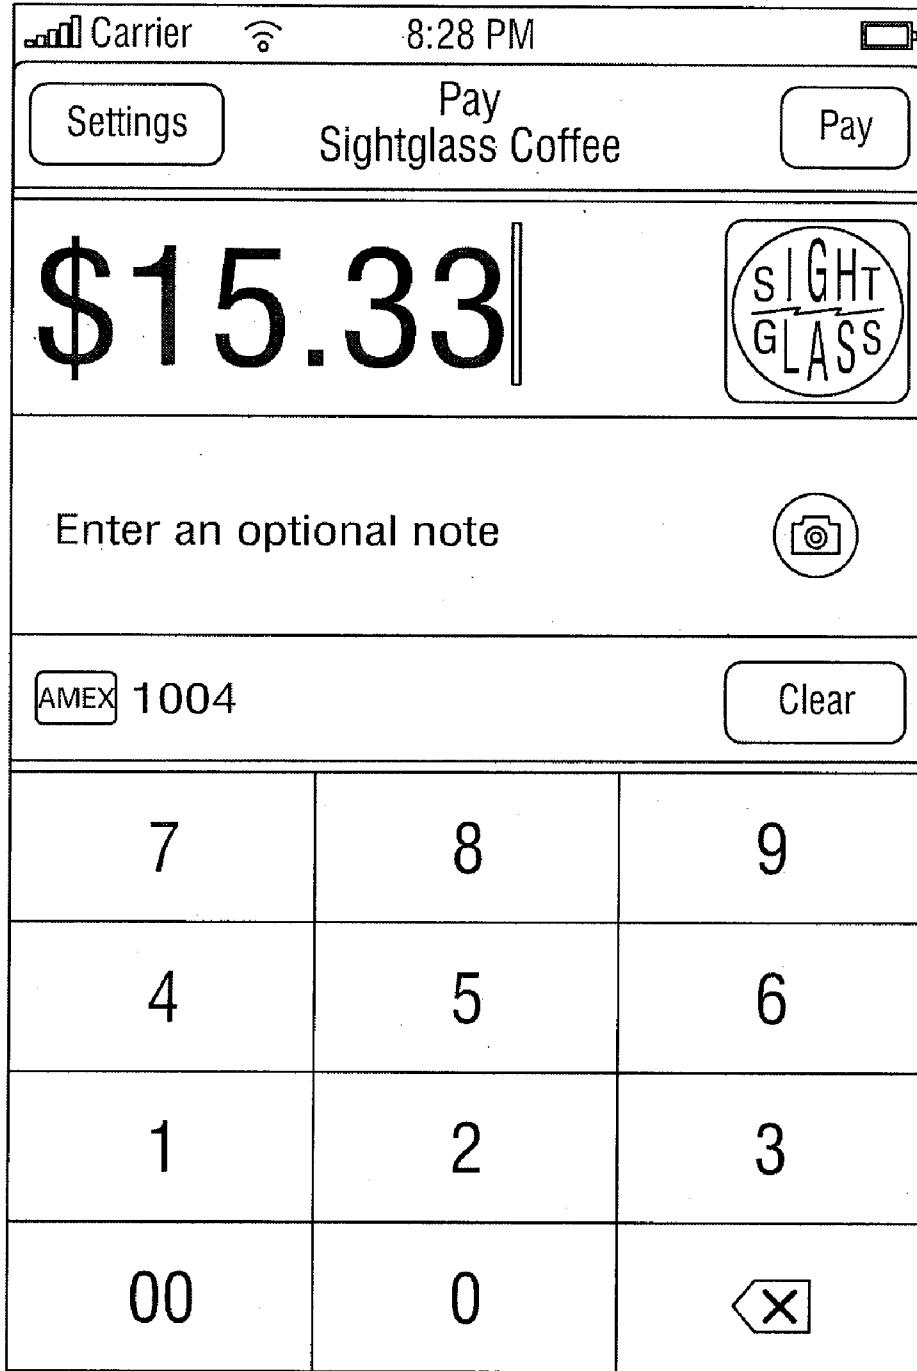 Carrier 8:28 PM
Settings
Pay
Sightglass Coffee
Pay
$15.33
SIGHT
GLASS
Enter an optional note
AMEX 1004
Clear
7 8 9
4 5 6
1 2 3
00 0